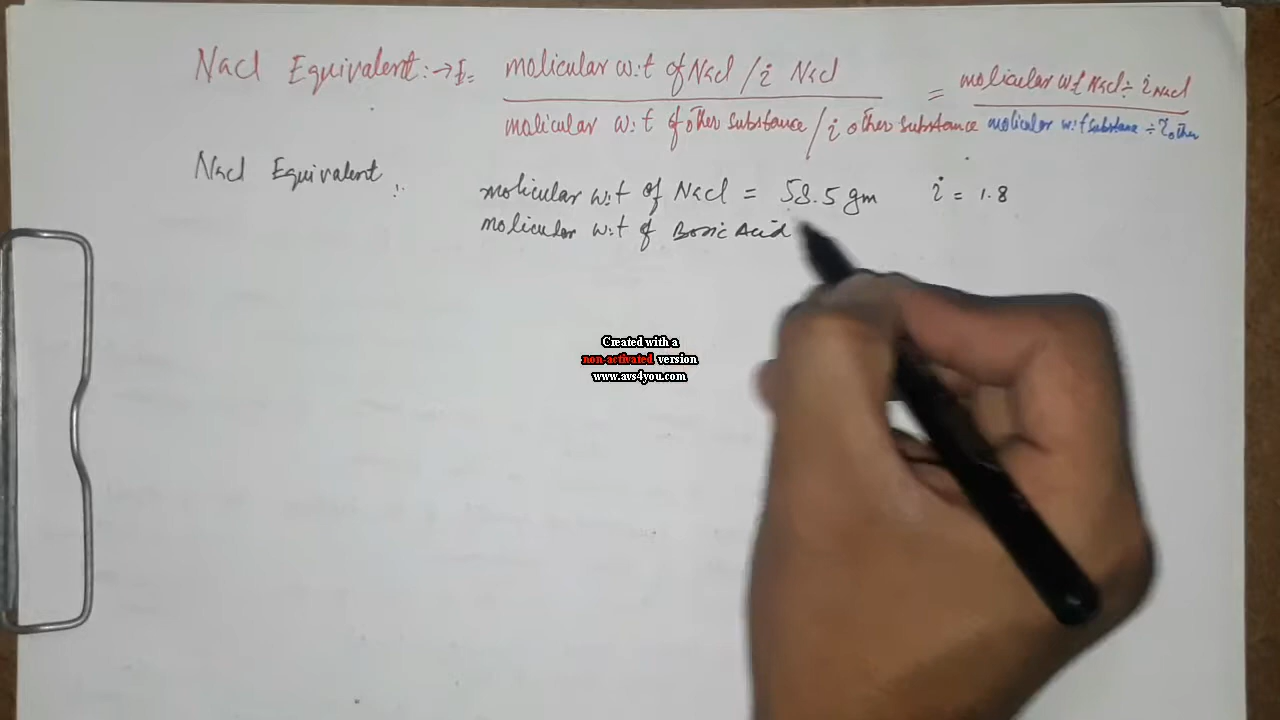 Nacl Equivalent :→ E= molicular w:t of Nacl / i Nacl = molicular wt Nacl ÷ i Nacl
molicular w:t of other substance / i other substance molicular w:t substane ÷ i other
Nacl Equivalent :. molicular w:t of Nacl = 58.5 gm i = 1.8
molicular w:t of Boric Acid
Created with a
non-activated version
www.avs4you.com